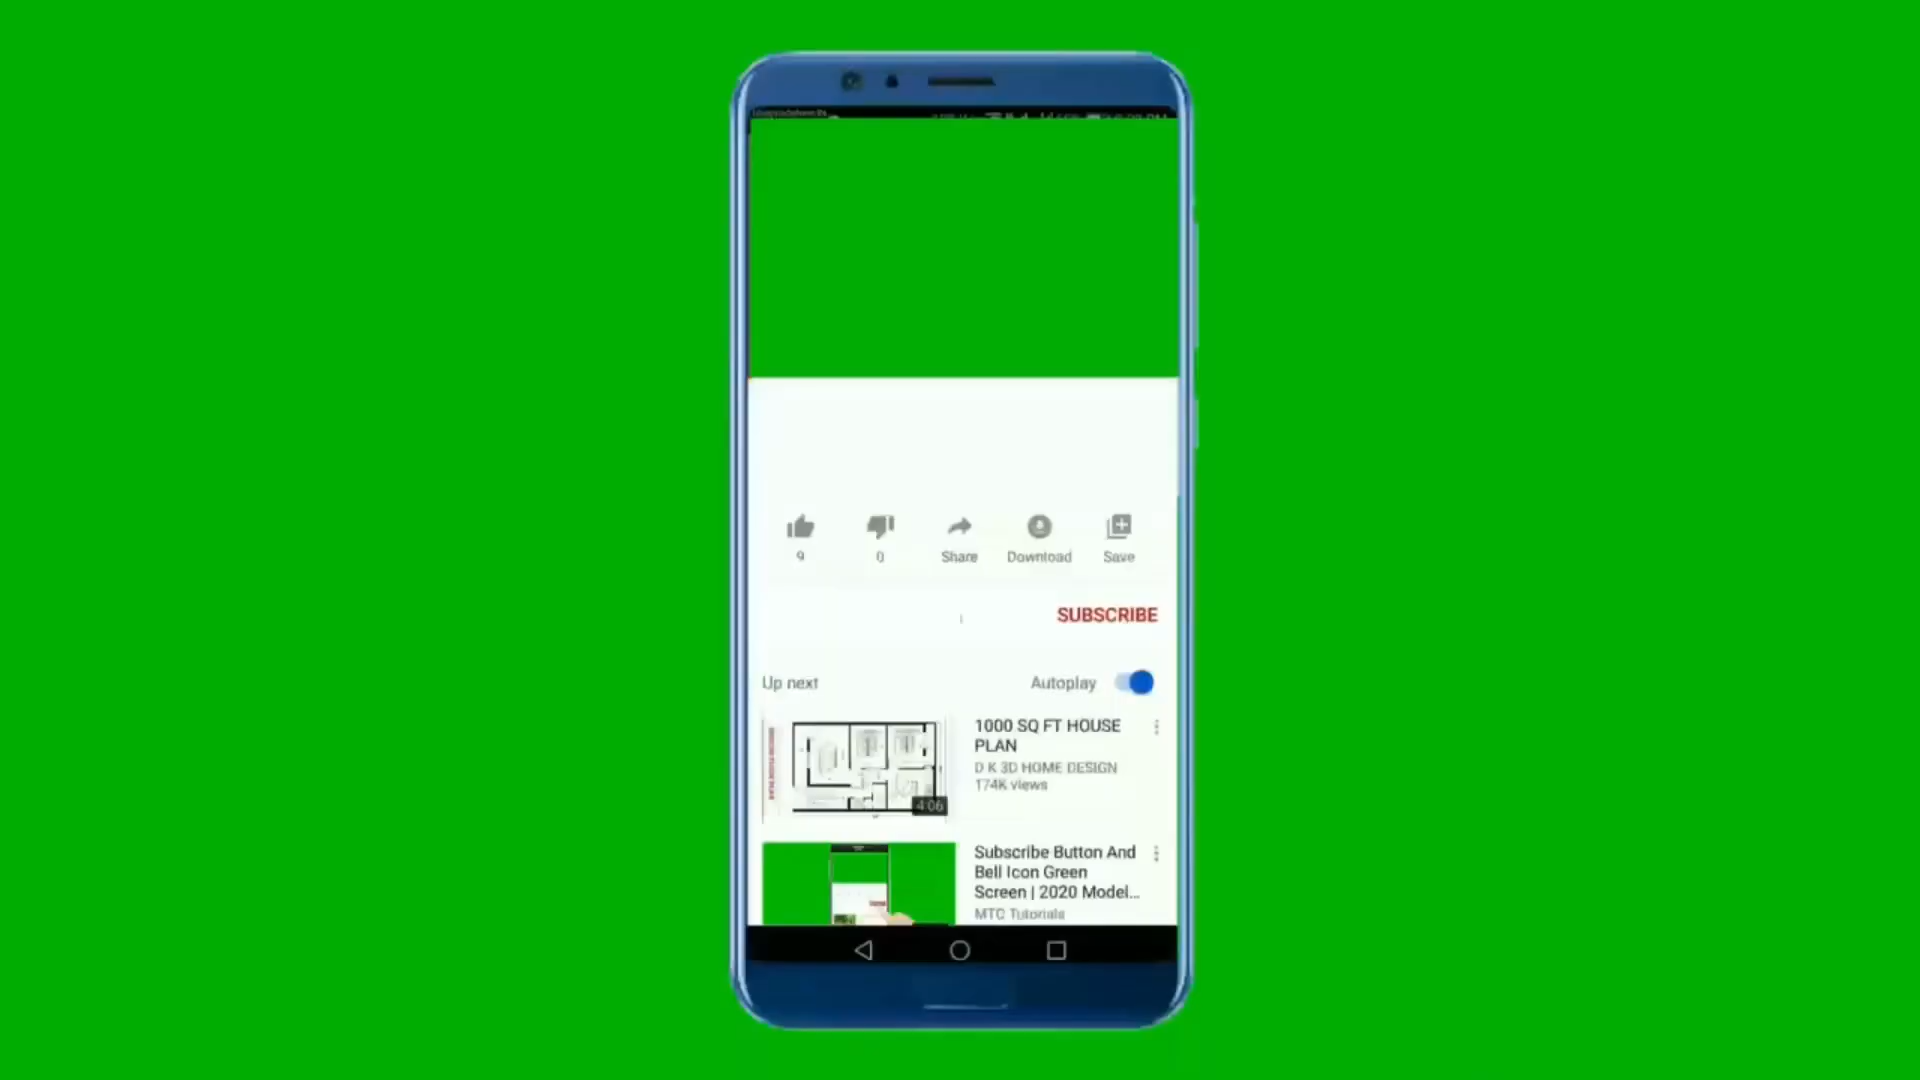 9
0
Share
Download
Save
SUBSCRIBE
Up next
Autoplay
1000 SQ FT HOUSE
PLAN
D K 3D HOME DESIGN
174K views
4:06
Subscribe Button And
Bell Icon Green
Screen | 2020 Model...
MTC Tutorials